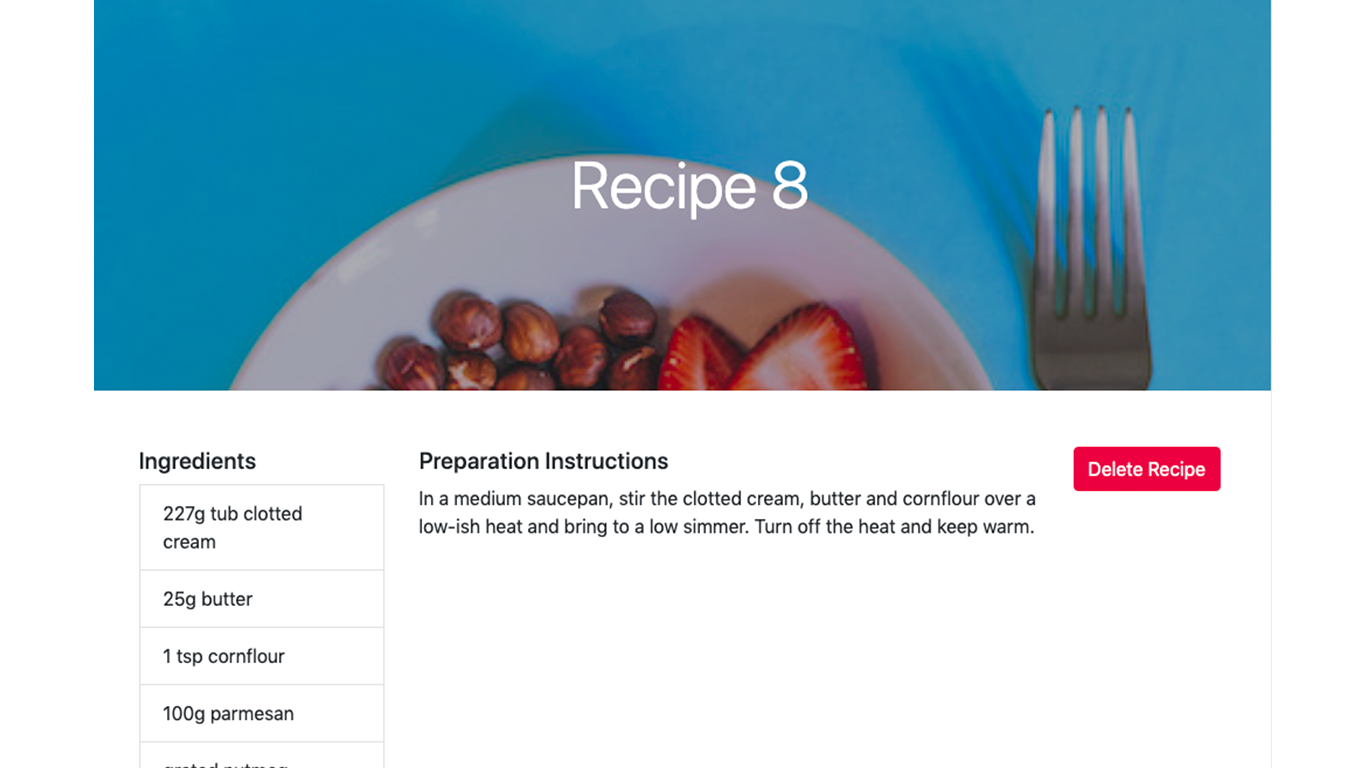 Recipe 8
Ingredients
227g tub clotted
cream
25g butter
1 tsp cornflour
100g parmesan
grated nutmeg
Preparation Instructions
In a medium saucepan, stir the clotted cream, butter and cornflour over a
low-ish heat and bring to a low simmer. Turn off the heat and keep warm.
Delete Recipe